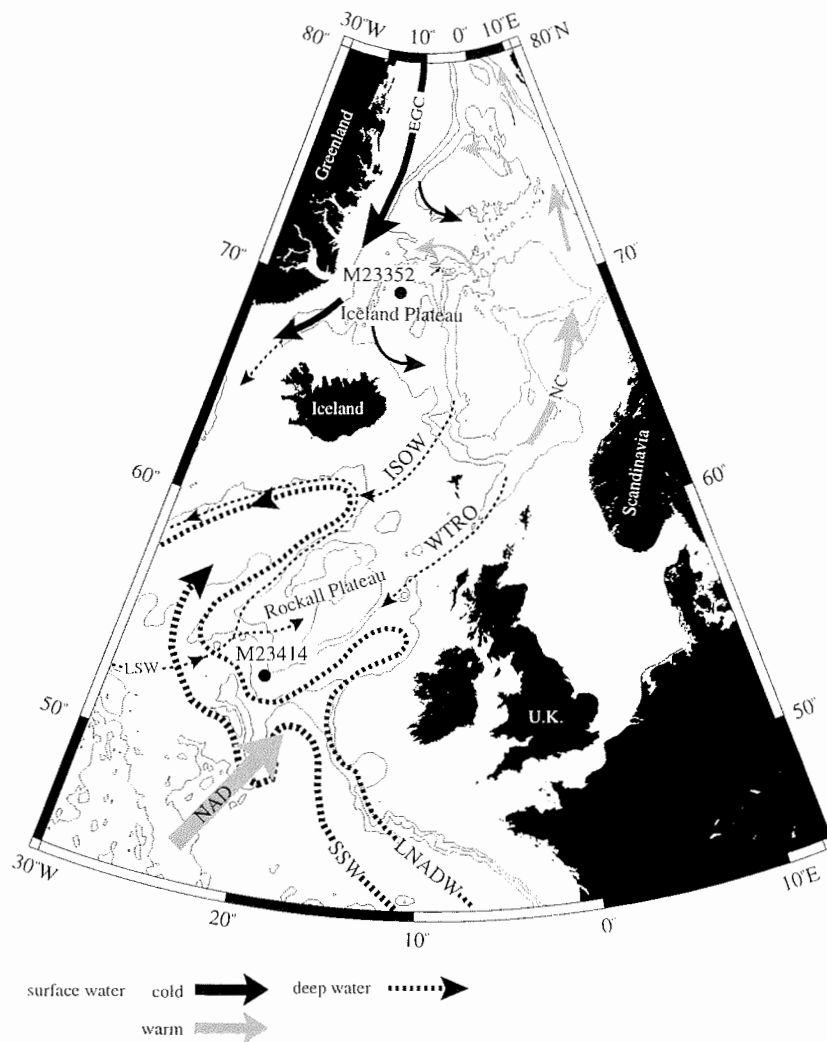 30°W 10° 0° 10°E
80° 80°N
EGC
Greenland
70° 70°
M23352
Iceland Plateau
NC
Iceland
Scandinavia
ISOW
60° 60°
WTRO
Rockall Plateau
M23414
LSW
50° 50°
U.K.
NAD
SSW
LNADW
30°W 10°E
20° 0°
10°
surface water cold deep water
warm